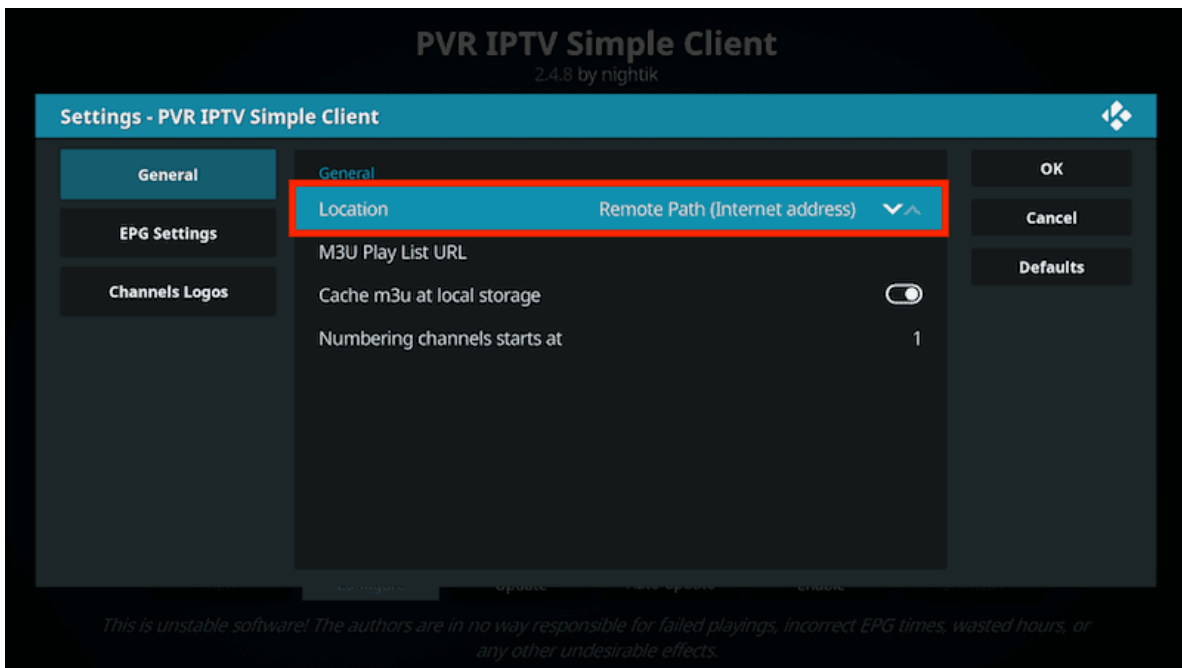 PVR IPTV Simple Client
2.4.8 by nightik
Settings - PVR IPTV Simple Client
General
EPG Settings
Channels Logos
General
Location Remote Path (Internet address)
M3U Play List URL
Cache m3u at local storage
Numbering channels starts at 1
OK
Cancel
Defaults
Configure Update Auto-update Enable
This is unstable software! The authors are in no way responsible for failed playings, incorrect EPG times, wasted hours, or
any other undesirable effects.